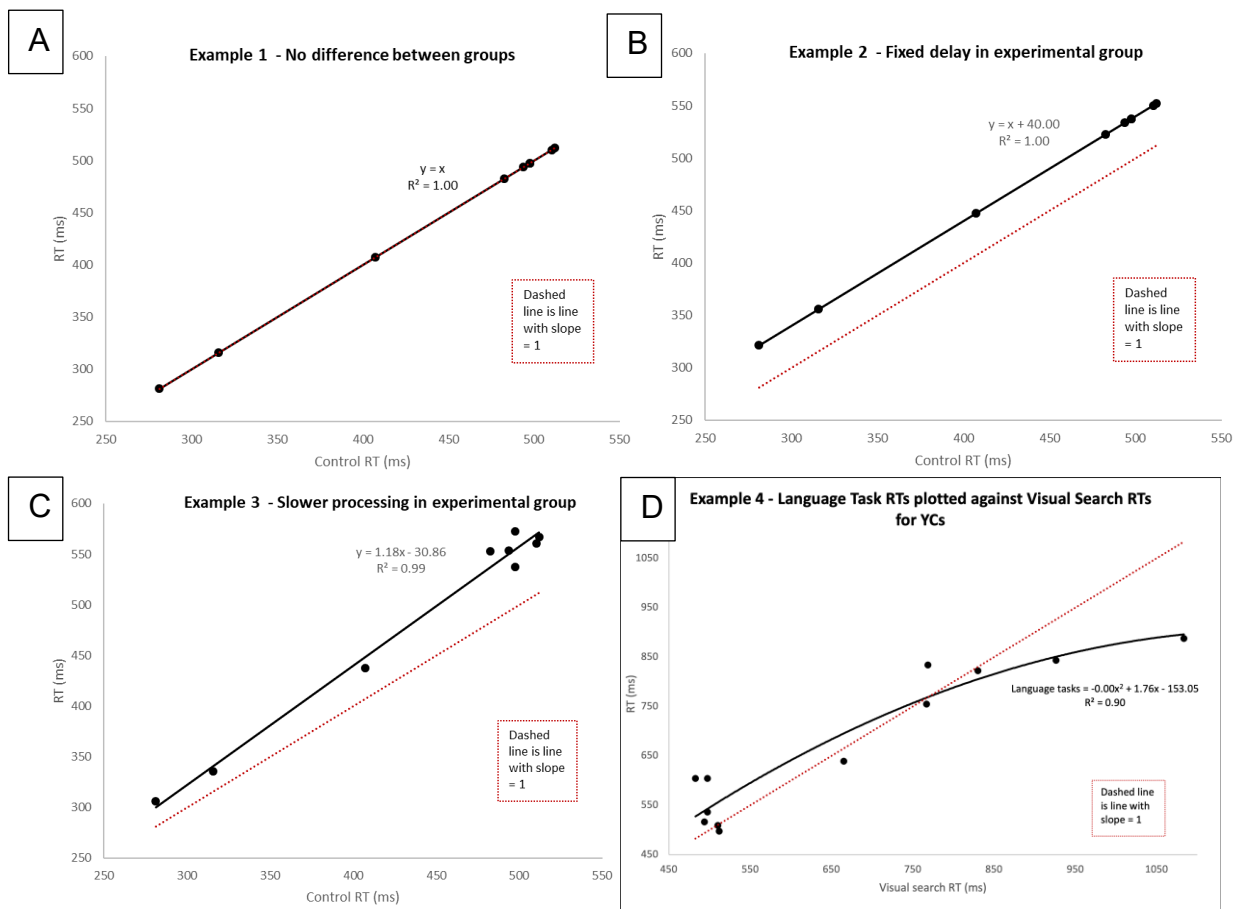 A
Example 1 - No difference between groups
600
550
500
450
400
350
300
250
RT (ms)
y = x
R² = 1.00
Dashed
line is line
with slope
= 1
250
300
350
400
450
500
550
Control RT (ms)
B
Example 2 - Fixed delay in experimental group
600
550
500
450
400
350
300
250
RT (ms)
y = x + 40.00
R² = 1.00
Dashed
line is line
with slope
= 1
250
300
350
400
450
500
550
Control RT (ms)
C
Example 3 - Slower processing in experimental group
600
550
500
450
400
350
300
250
RT (ms)
y = 1.18x - 30.86
R² = 0.99
Dashed
line is line
with slope
= 1
250
300
350
400
450
500
550
Control RT (ms)
D
Example 4 - Language Task RTs plotted against Visual Search RTs
for YCs
1050
950
850
750
650
550
450
RT (ms)
Language tasks = -0.00x² + 1.76x - 153.05
R² = 0.90
Dashed line
is line with
slope = 1
450
550
650
750
850
950
1050
Visual search RT (ms)